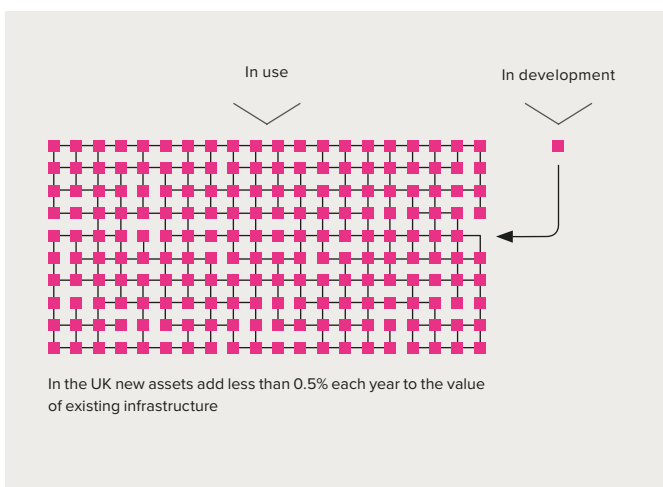 In use
In development
In the UK new assets add less than 0.5% each year to the value
of existing infrastructure